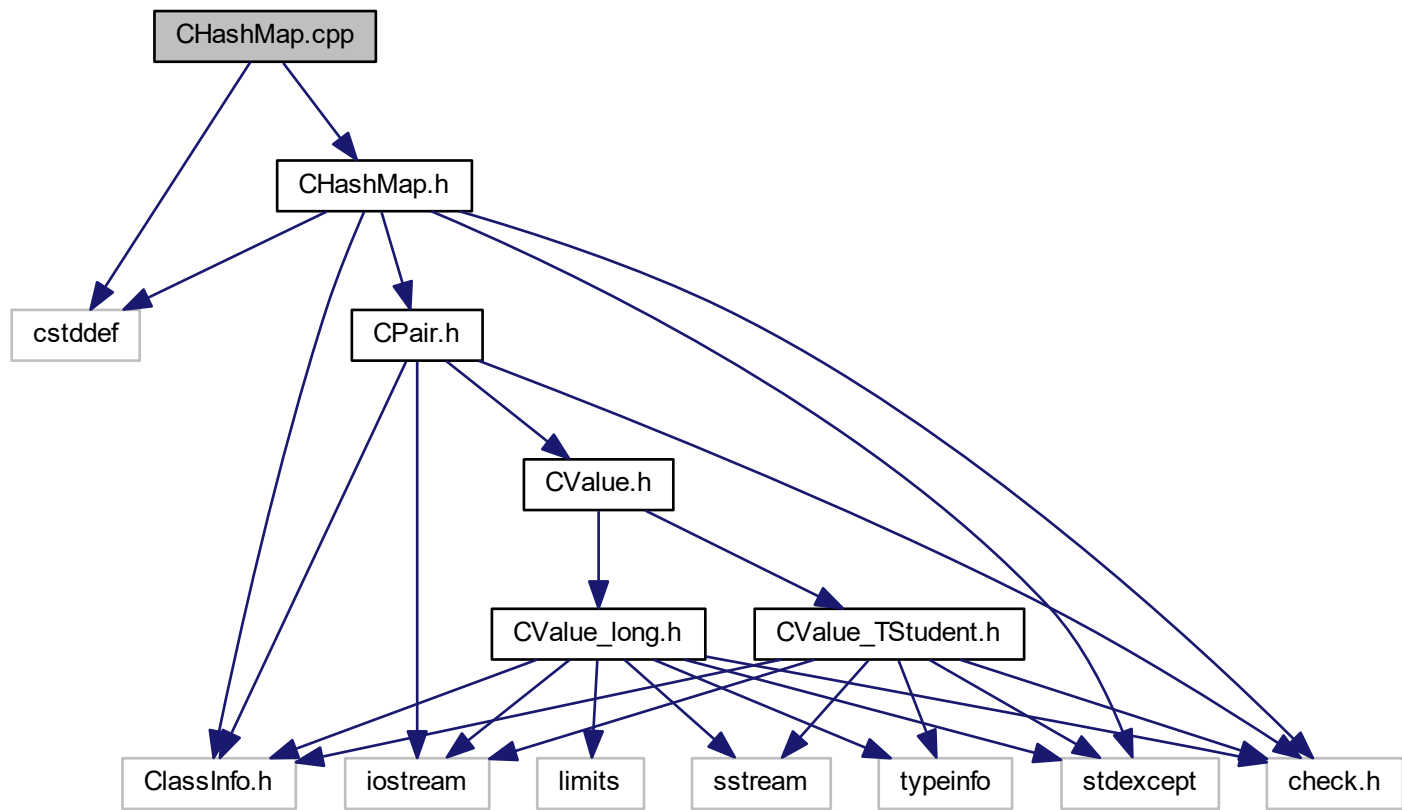 CHashMap.cpp
CHashMap.h
cstddef
CPair.h
CValue.h
CValue_long.h
CValue_TStudent.h
ClassInfo.h
iostream
limits
sstream
typeinfo
stdexcept
check.h